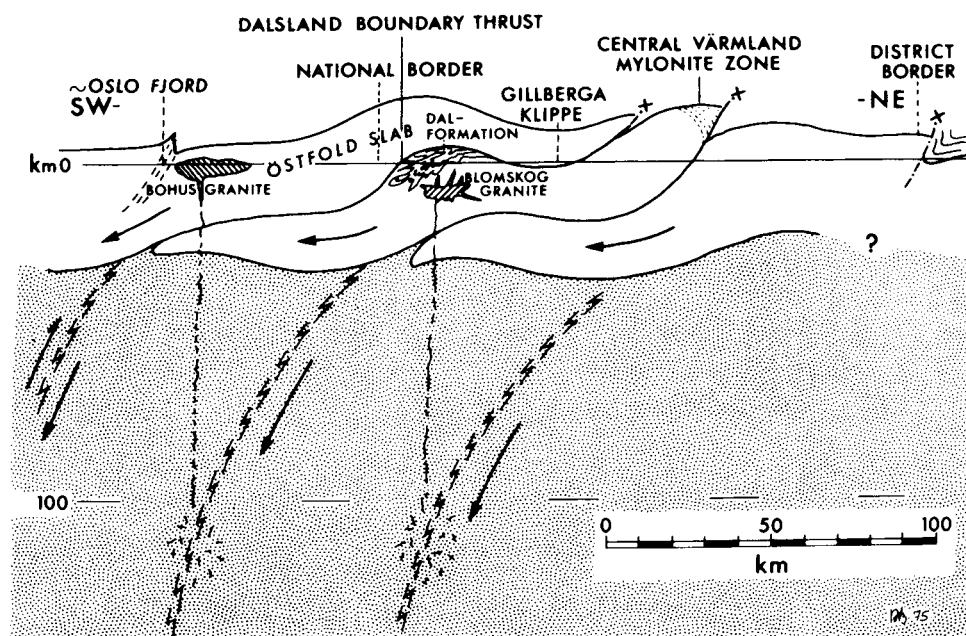 DALSLAND BOUNDARY THRUST
CENTRAL VÄRMLAND
MYLONITE ZONE
DISTRICT
BORDER
~OSLO FJORD
SW-
NATIONAL BORDER
GILLBERGA
KLIPPE
-NE
DAL-
FORMATION
ÖSTFOLD SLAB
km0
BOHUS GRANITE
BLOMSKOG
GRANITE
?
100
0 50 100
km
75